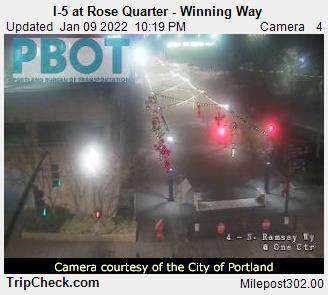 I-5 at Rose Quarter - Winning Way
Updated Jan 09 2022 10:19 PM Camera 4
PBOT
PORTLAND BUREAU OF TRANSPORTATION
4 - N. Ramsey Wy
@ One Ctr
Camera courtesy of the City of Portland
TripCheck.com Milepost302.00